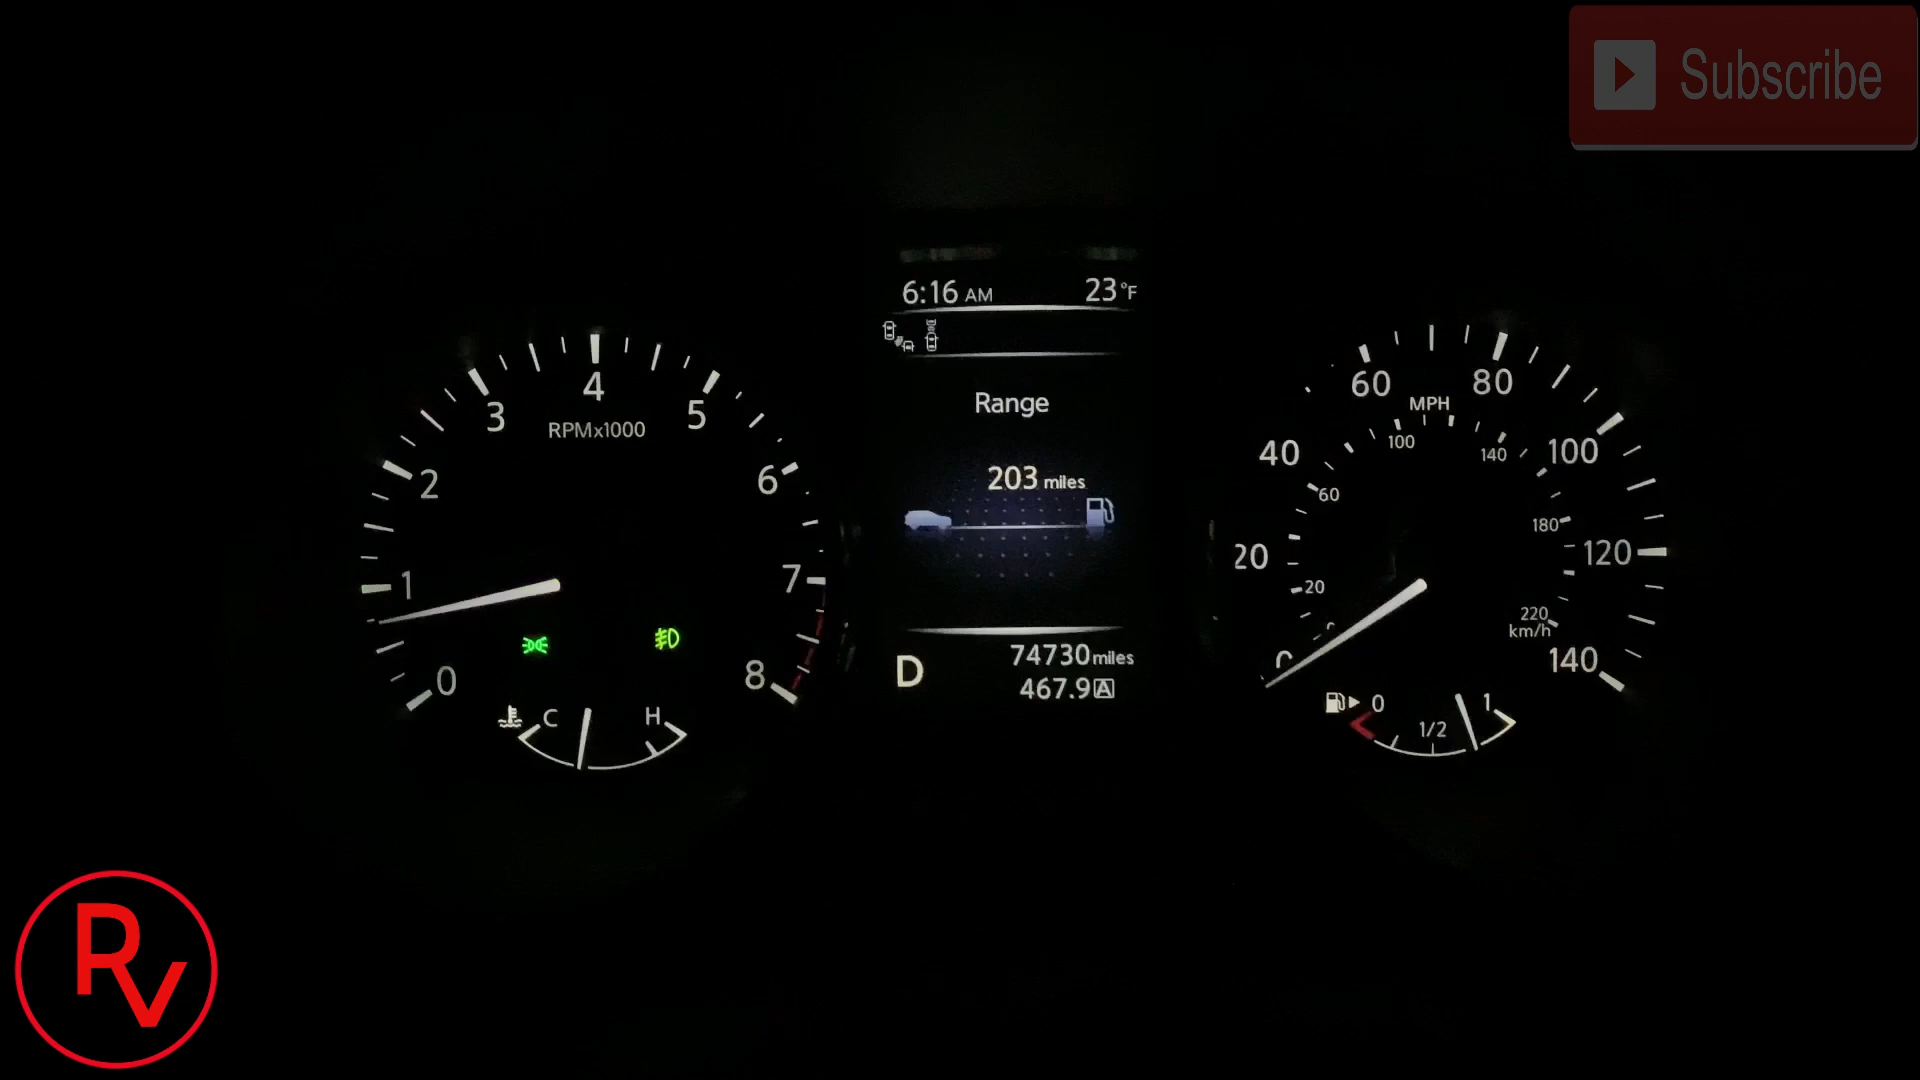 Subscribe
6:16 AM 23°F
Range
203 miles
D 74730 miles
467.9 A
0 1 2 3 4 5 6 7 8
RPMx1000
C H
20 40 60 80 100 120 140
MPH
20 60 100 140 180 220
km/h
0 1/2 1
RV